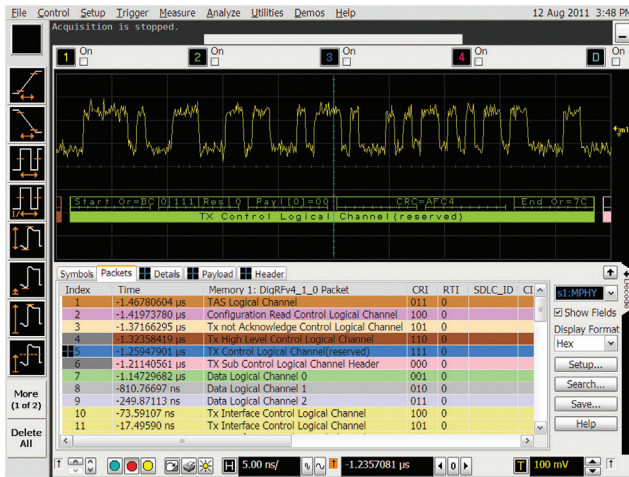 File Control Setup Trigger Measure Analyze Utilities Demos Help 12 Aug 2011 3:48 PM
Acquisition is stopped.
1 On 2 On 3 On 4 On D On
m1
Start Or=BC 0 111 Res 0 Payl[0]=00 CRC=AFC4 End Or=7C
TX Control Logical Channel(reserved)
Symbols Packets Details Payload Header
Index Time Memory 1: DigRFv4_1_0 Packet CRI RTI SDLC_ID CI
1 -1.46780604 µs TAS Logical Channel 011 0
2 -1.41973780 µs Configuration Read Control Logical Channel 100 0
3 -1.37166295 µs Tx not Acknowledge Control Logical Channel 101 0
4 -1.32358419 µs Tx High Level Control Logical Channel 110 0
5 -1.25947901 µs TX Control Logical Channel(reserved) 111 0
6 -1.21140561 µs TX Sub Control Logical Channel Header 000 0
7 -1.14729682 µs Data Logical Channel 0 001 0
8 -810.76697 ns Data Logical Channel 1 010 0
9 -249.87113 ns Data Logical Channel 2 011 0
10 -73.59107 ns Tx Interface Control Logical Channel 100 0
11 -17.49590 ns Tx Interface Control Logical Channel 101 0
Decode
s1:MPHY
Show Fields
Display Format
Hex
Setup...
Search...
Save...
Help
More
(1 of 2)
Delete
All
H 5.00 ns/ -1.2357081 µs 0 T 100 mV